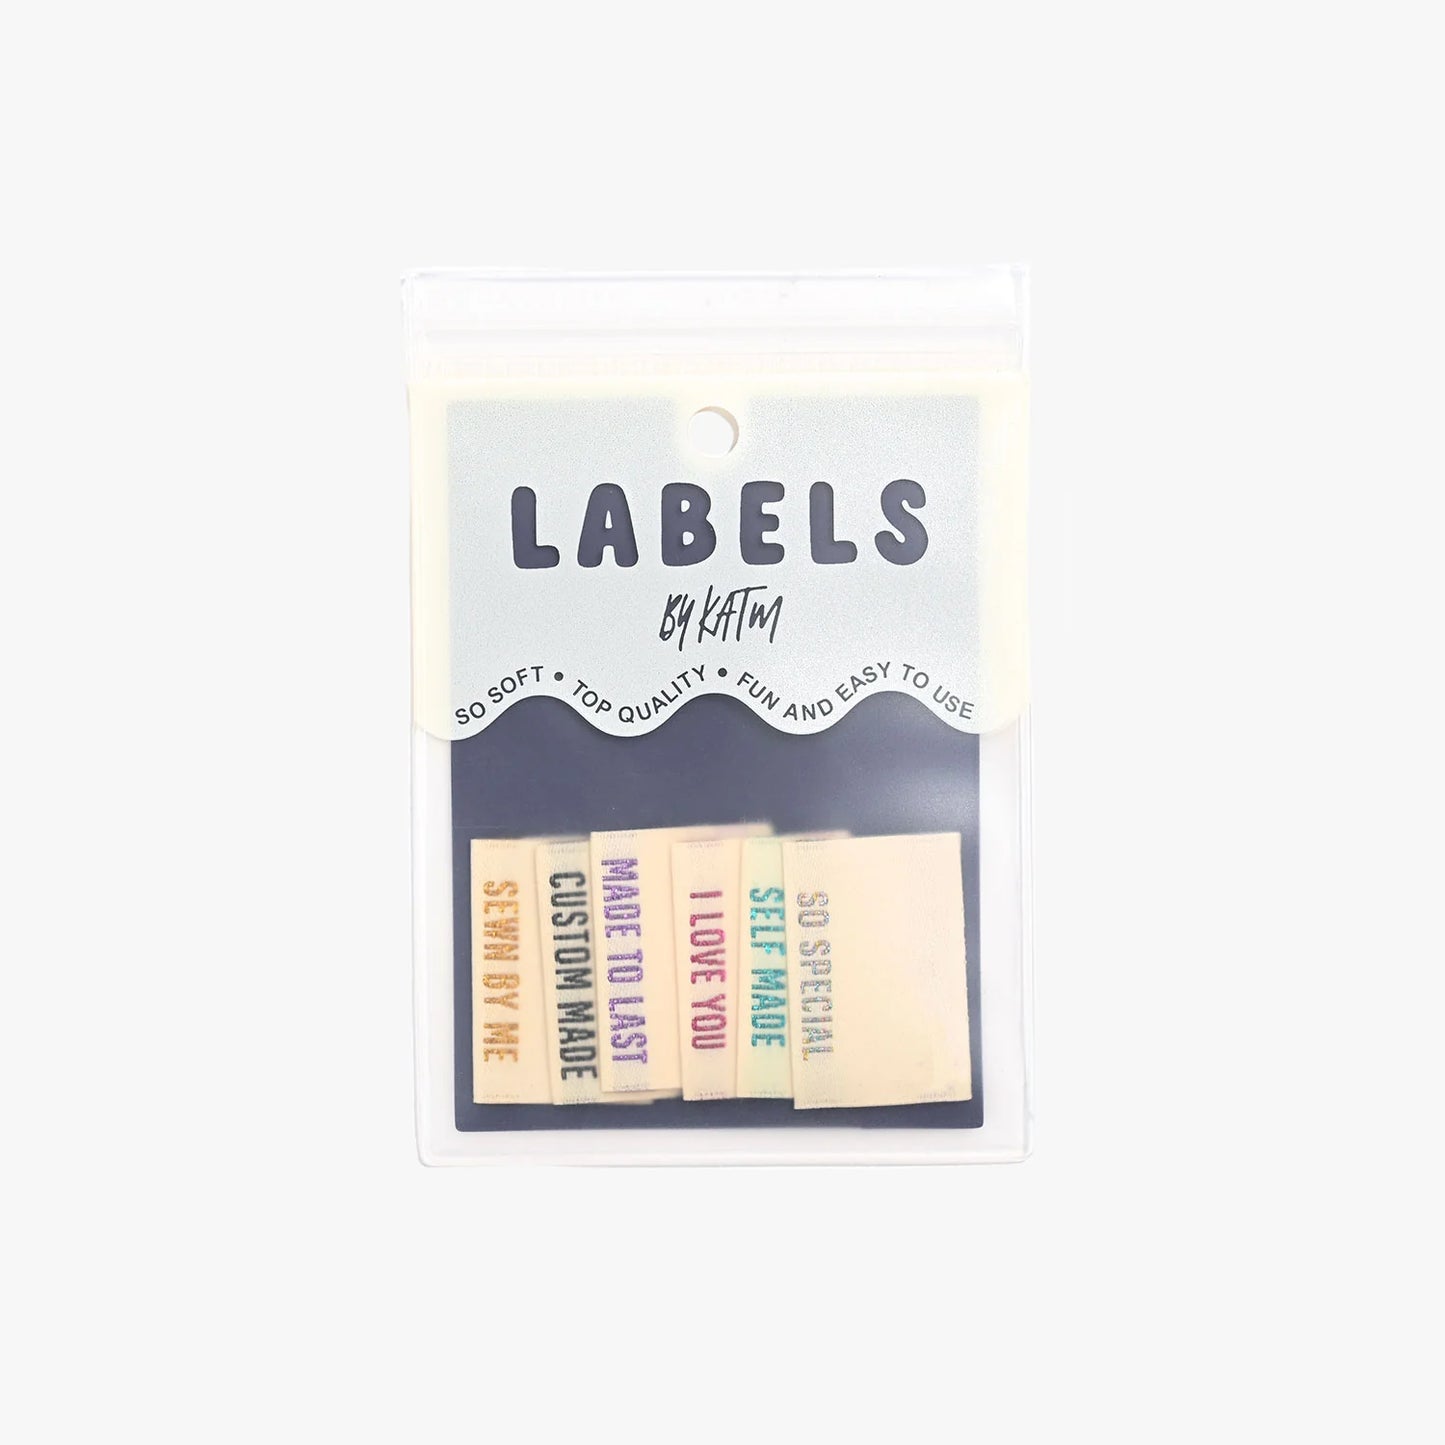 LABELS
BY KATM
SO SOFT • TOP QUALITY • FUN AND EASY TO USE
SEWN BY ME
CUSTOM MADE
MADE TO LAST
I LOVE YOU
SELF MADE
SO SPECIAL